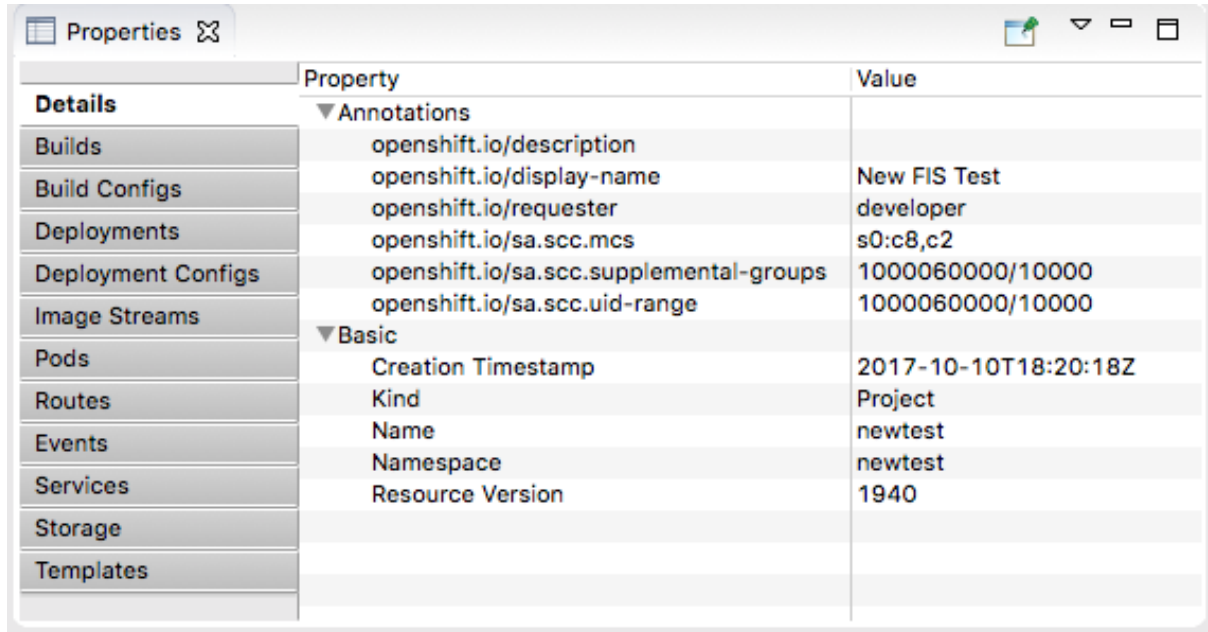 Properties
Property Value
Details
Builds
Build Configs
Deployments
Deployment Configs
Image Streams
Pods
Routes
Events
Services
Storage
Templates
Annotations
openshift.io/description
openshift.io/display-name New FIS Test
openshift.io/requester developer
openshift.io/sa.scc.mcs s0:c8,c2
openshift.io/sa.scc.supplemental-groups 1000060000/10000
openshift.io/sa.scc.uid-range 1000060000/10000
Basic
Creation Timestamp 2017-10-10T18:20:18Z
Kind Project
Name newtest
Namespace newtest
Resource Version 1940